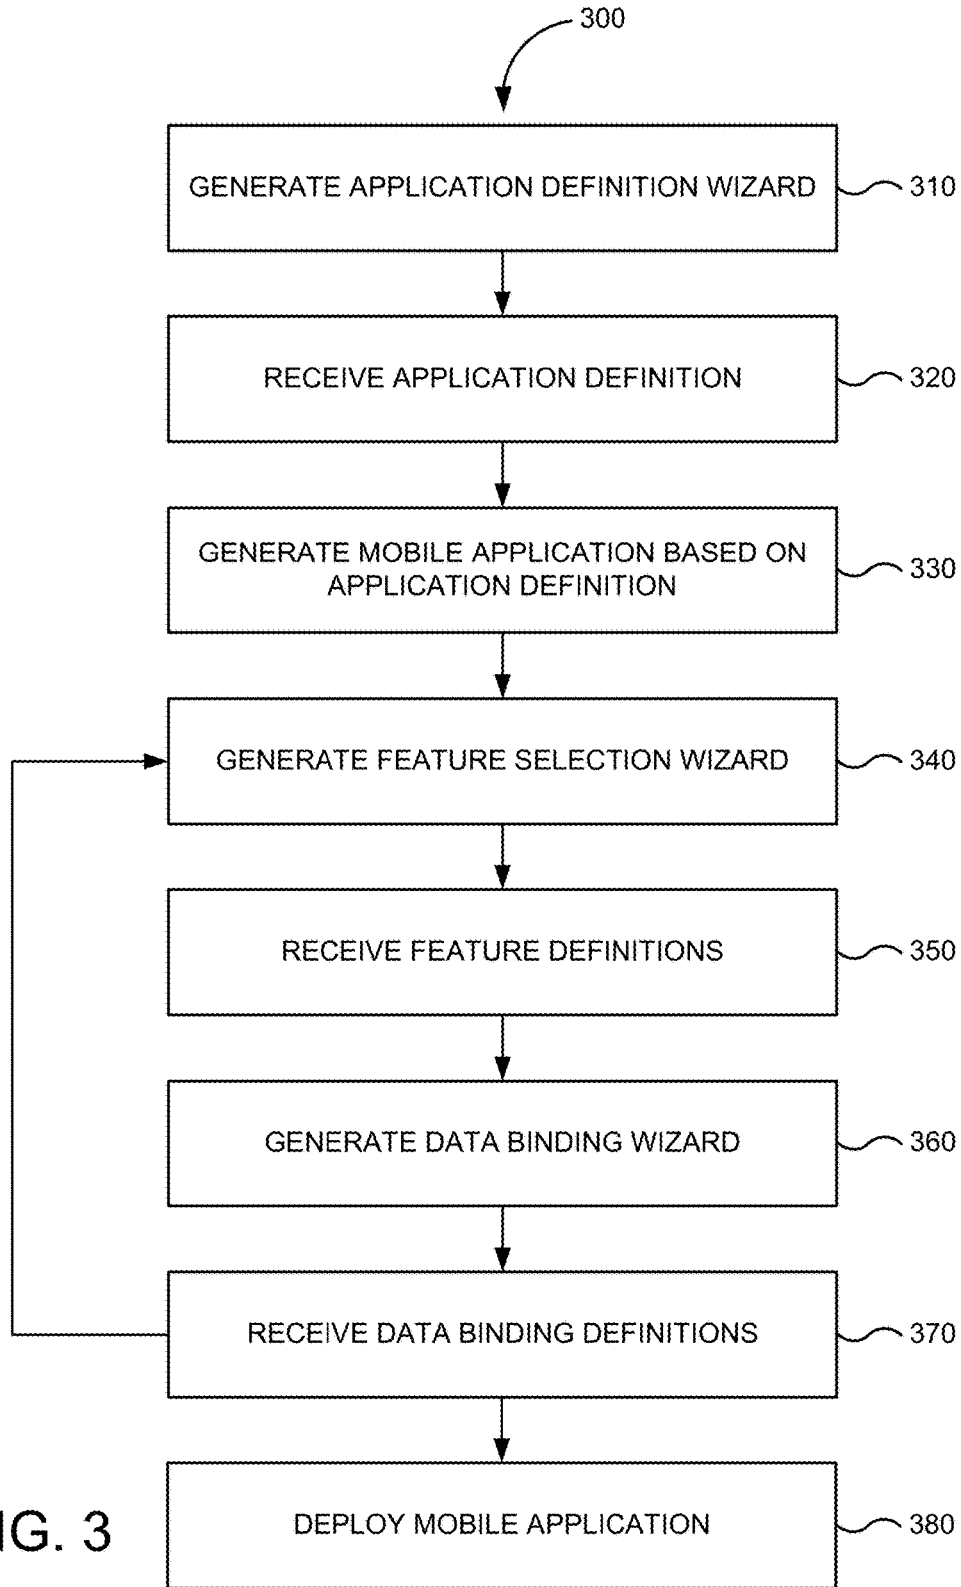 300
GENERATE APPLICATION DEFINITION WIZARD
310
RECEIVE APPLICATION DEFINITION
320
GENERATE MOBILE APPLICATION BASED ON
APPLICATION DEFINITION
330
GENERATE FEATURE SELECTION WIZARD
340
RECEIVE FEATURE DEFINITIONS
350
GENERATE DATA BINDING WIZARD
360
RECEIVE DATA BINDING DEFINITIONS
370
DEPLOY MOBILE APPLICATION
380
IG. 3